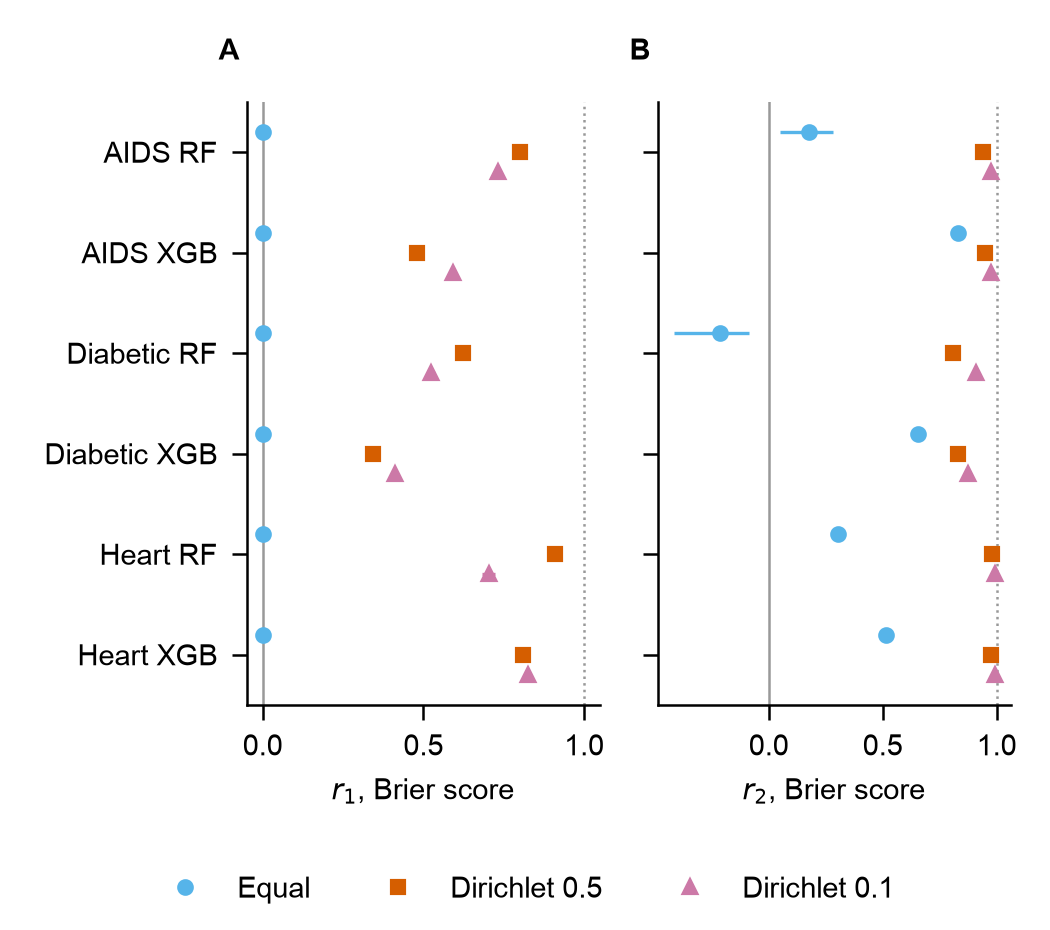 A
B
AIDS RF
AIDS XGB
Diabetic RF
Diabetic XGB
Heart RF
Heart XGB
0.0 0.5 1.0
0.0 0.5 1.0
r₁, Brier score
r₂, Brier score
Equal Dirichlet 0.5 Dirichlet 0.1